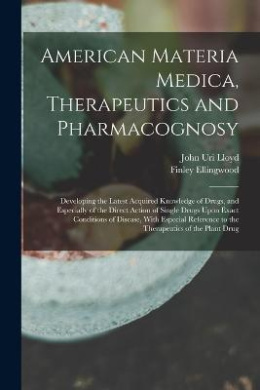 American Materia
Medica,
Therapeutics and
Pharmacognosy
John Uri Lloyd
Finley Ellingwood
Developing the Latest Acquired Knowledge of Drugs, and
Especially of the Direct Action of Single Drugs Upon Exact
Conditions of Disease, With Especial Reference to the
Therapeutics of the Plant Drug